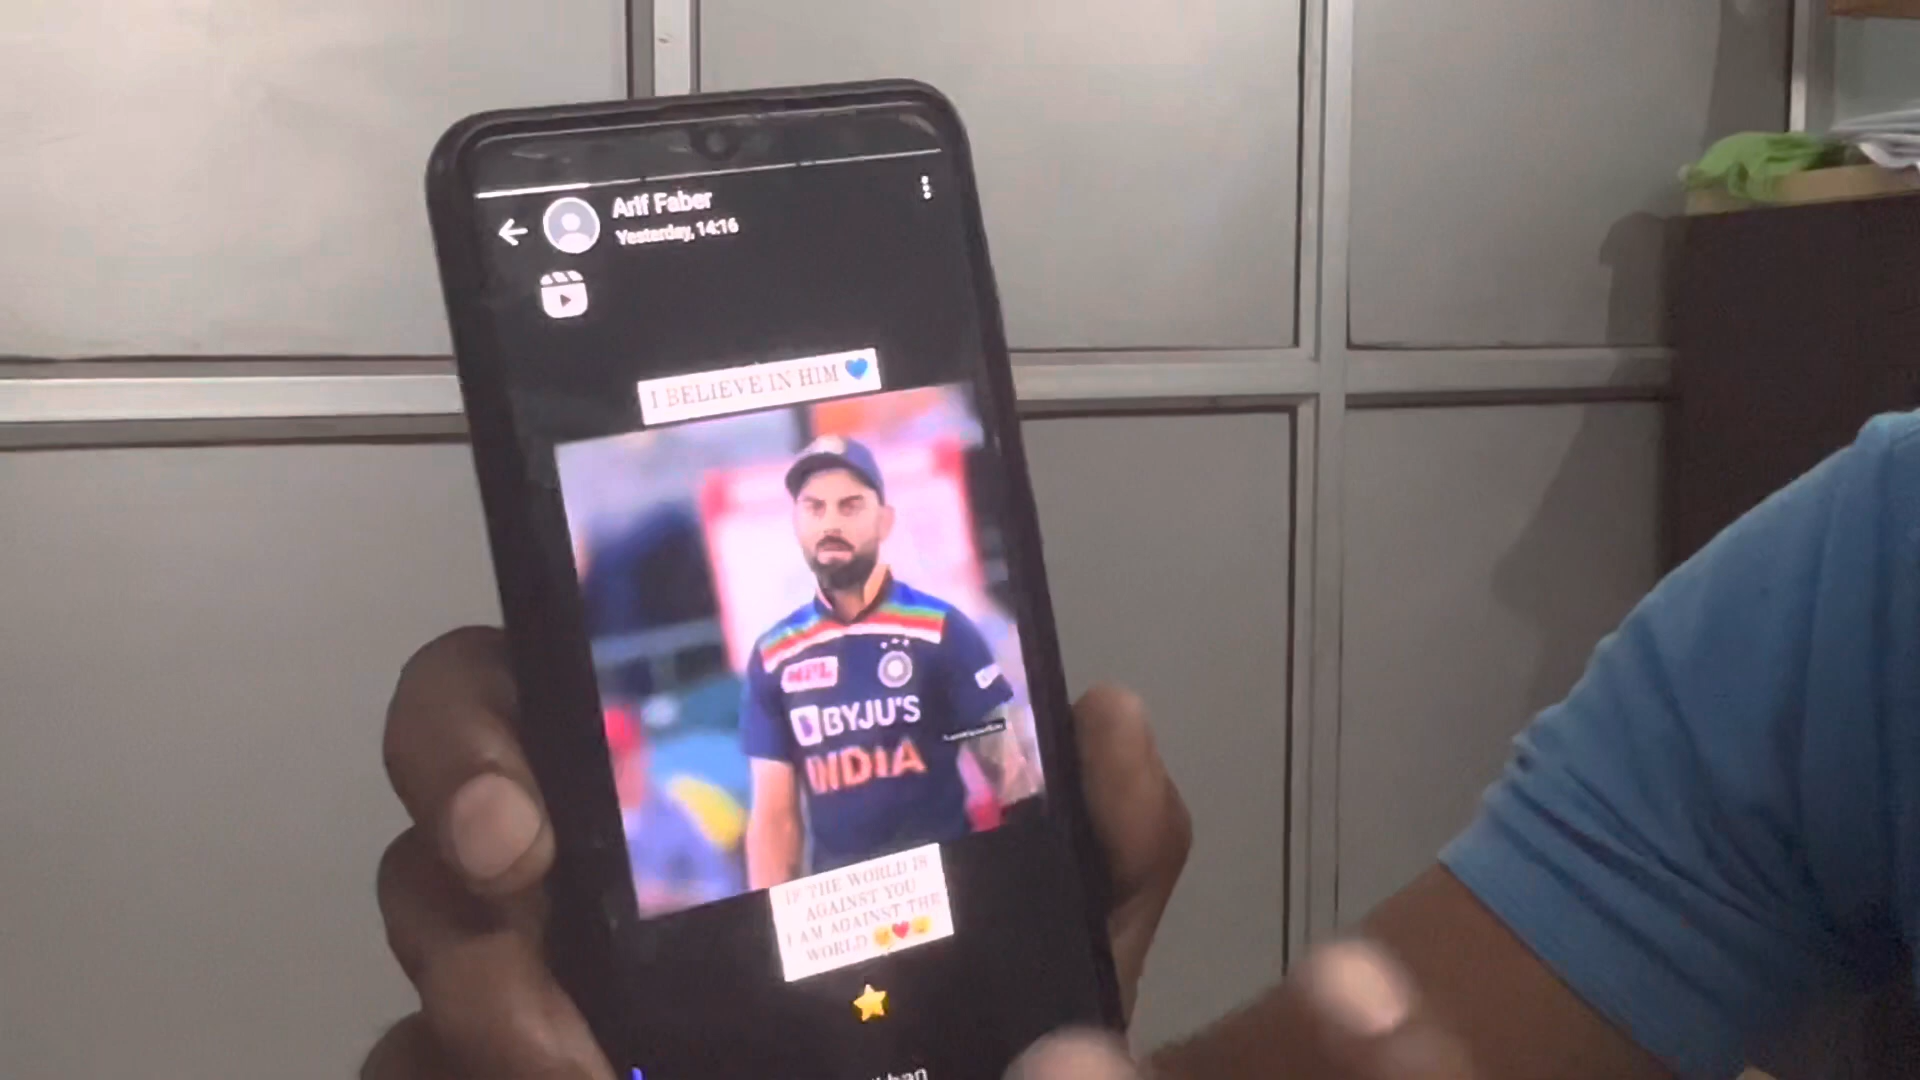 Arif Faber
Yesterday, 14:16
I BELIEVE IN HIM 💙
MPL
BYJU'S
INDIA
IF THE WORLD IS
AGAINST YOU
I AM AGAINST THE
WORLD